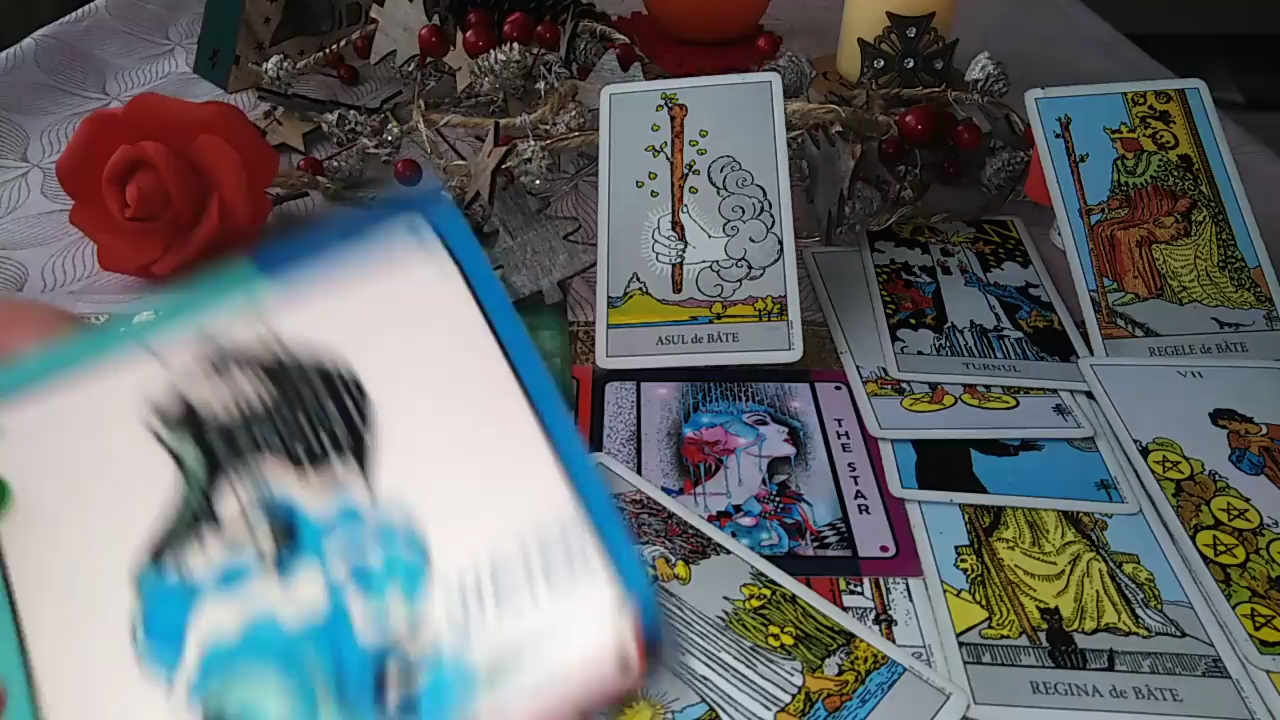 ASUL de BÂTE
REGELE de BÂTE
TURNUL
VII
THE STAR
REGINA de BÂTE